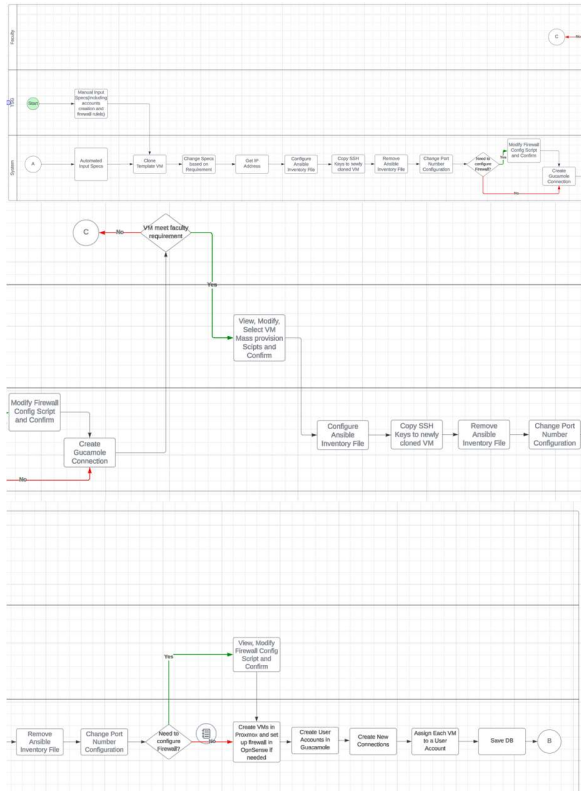 Faculty
C
No
Start
Manual Input
Specs(including
accounts
creation and
firewall rules)
System
A
Automated
Input Specs
Clone
Template VM
Change Specs
based on
Requirement
Get IP
Address
Configure
Ansible
Inventory File
Copy SSH
Keys to newly
cloned VM
Remove
Ansible
Inventory File
Change Port
Number
Configuration
Need to
configure
Firewall?
Yes
No
Modify Firewall
Config Script
and Confirm
Create
Gucamole
Connection
C
No
VM meet faculty
requirement
Yes
View, Modify,
Select VM
Mass provision
Scipts and
Confirm
Modify Firewall
Config Script
and Confirm
Create
Gucamole
Connection
No
Configure
Ansible
Inventory File
Copy SSH
Keys to newly
cloned VM
Remove
Ansible
Inventory File
Change Port
Number
Configuration
Yes
View, Modify
Firewall Config
Script and
Confirm
Remove
Ansible
Inventory File
Change Port
Number
Configuration
Need to
configure
Firewall?
No
Create VMs in
Proxmox and set
up firewall in
OpnSense if
needed
Create User
Accounts In
Guacamole
Create New
Connections
Assign Each VM
to a User
Account
Save DB
B